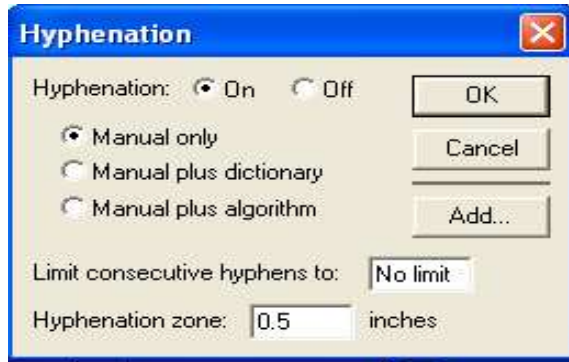 Hyphenation
Hyphenation: On Off
OK
Manual only
Cancel
Manual plus dictionary
Manual plus algorithm
Add...
Limit consecutive hyphens to: No limit
Hyphenation zone: 0.5 inches